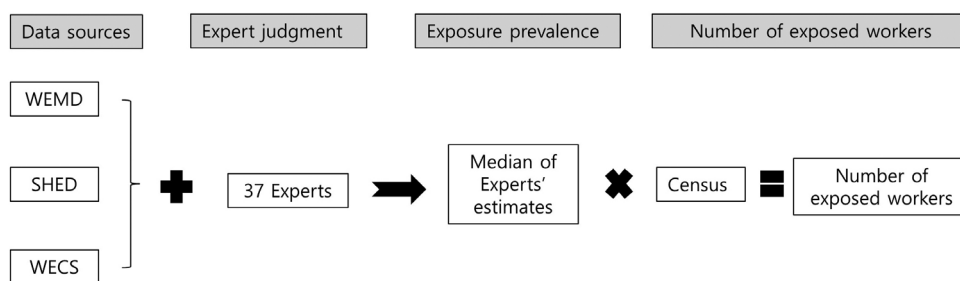 Data sources
Expert judgment
Exposure prevalence
Number of exposed workers
WEMD
SHED
WECS
37 Experts
Median of
Experts’
estimates
Census
Number of
exposed workers